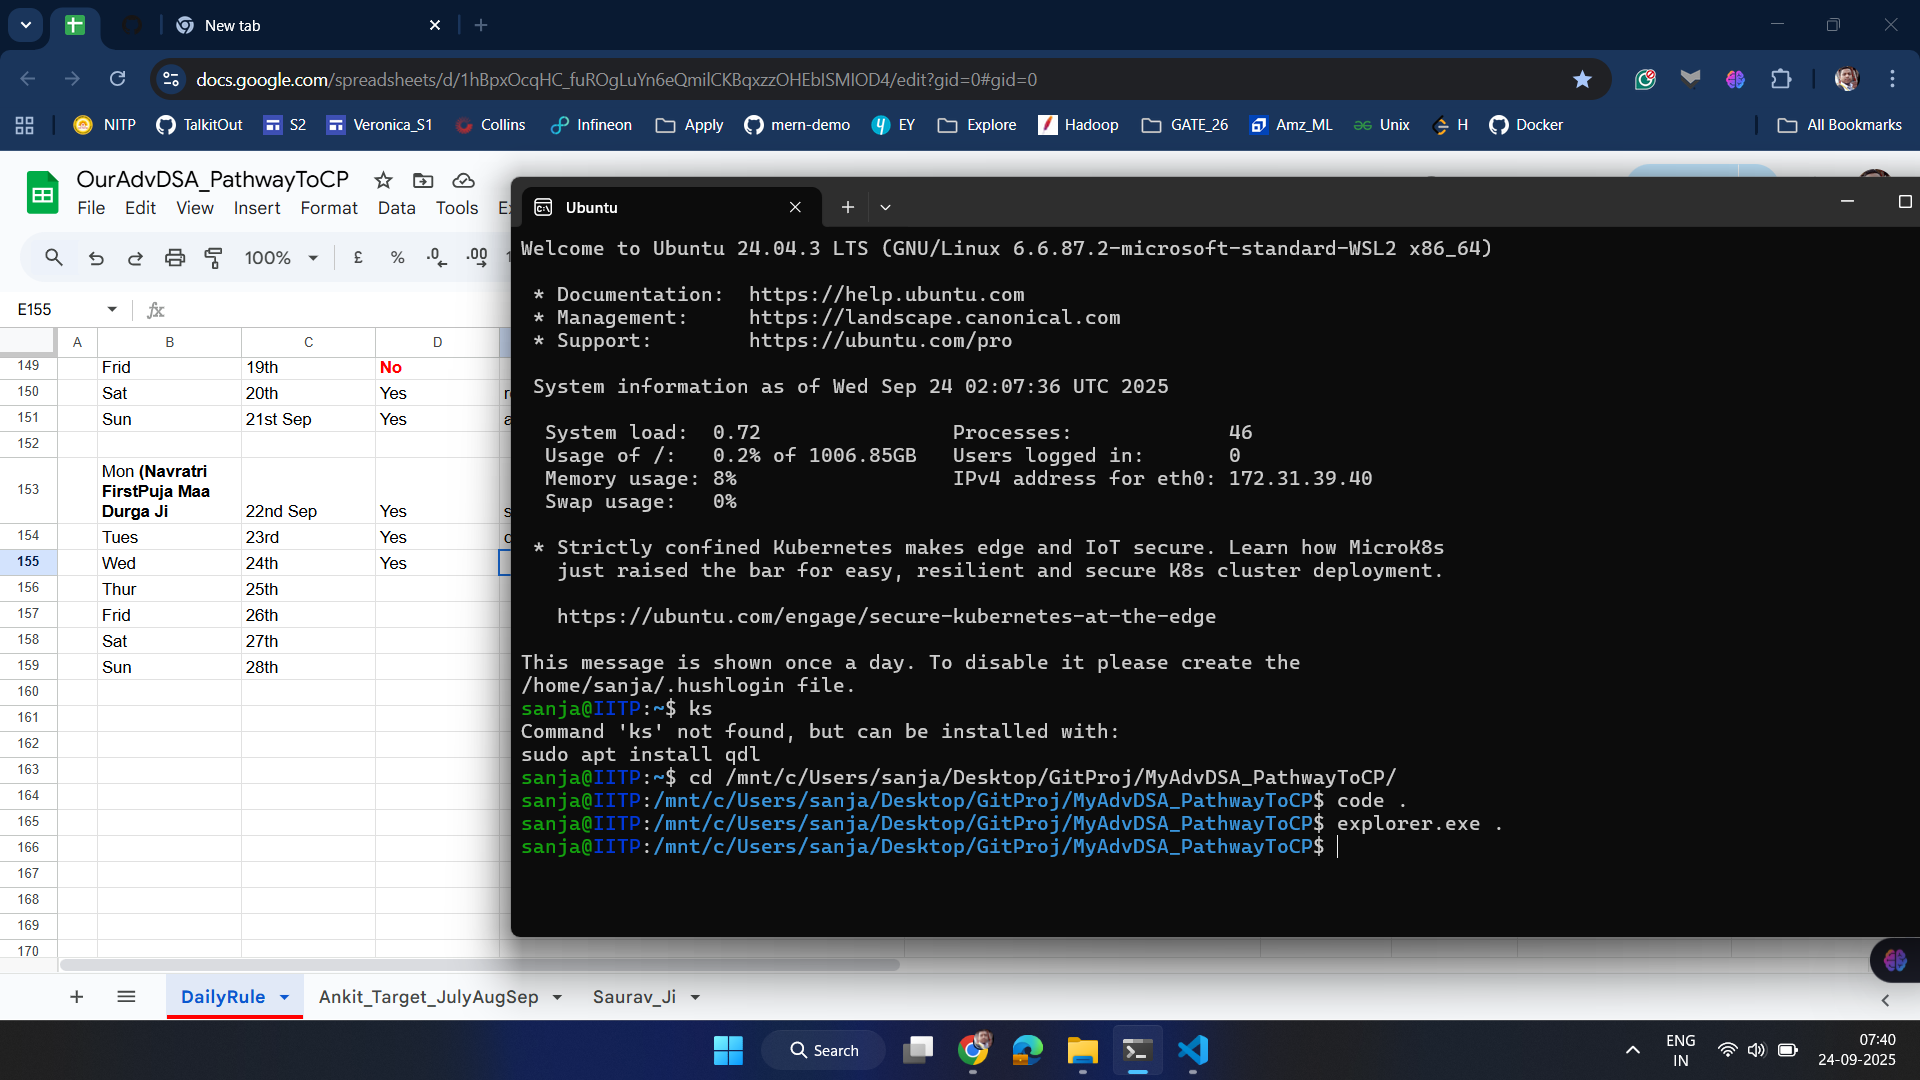 New tab
docs.google.com/spreadsheets/d/1hBpxOcqHC_fuROgLuYn6eQmilCKBqxzzOHEbISMIOD4/edit?gid=0#gid=0
NITP TalkitOut S2 Veronica_S1 Collins Infineon Apply mern-demo EY Explore Hadoop GATE_26 Amz_ML Unix H Docker All Bookmarks
OurAdvDSA_PathwayToCP
File Edit View Insert Format Data Tools
100% £ % .0 .00
E155 fx
A B C D
149 Frid 19th No
150 Sat 20th Yes
151 Sun 21st Sep Yes
152
153 Mon (Navratri
FirstPuja Maa
Durga Ji 22nd Sep Yes
154 Tues 23rd Yes
155 Wed 24th Yes
156 Thur 25th
157 Frid 26th
158 Sat 27th
159 Sun 28th
160
161
162
163
164
165
166
167
168
169
170
Ubuntu
Welcome to Ubuntu 24.04.3 LTS (GNU/Linux 6.6.87.2-microsoft-standard-WSL2 x86_64)
* Documentation: https://help.ubuntu.com
* Management: https://landscape.canonical.com
* Support: https://ubuntu.com/pro
System information as of Wed Sep 24 02:07:36 UTC 2025
System load: 0.72 Processes: 46
Usage of /: 0.2% of 1006.85GB Users logged in: 0
Memory usage: 8% IPv4 address for eth0: 172.31.39.40
Swap usage: 0%
* Strictly confined Kubernetes makes edge and IoT secure. Learn how MicroK8s
just raised the bar for easy, resilient and secure K8s cluster deployment.
https://ubuntu.com/engage/secure-kubernetes-at-the-edge
This message is shown once a day. To disable it please create the
/home/sanja/.hushlogin file.
sanja@IITP:~$ ks
Command 'ks' not found, but can be installed with:
sudo apt install qdl
sanja@IITP:~$ cd /mnt/c/Users/sanja/Desktop/GitProj/MyAdvDSA_PathwayToCP/
sanja@IITP:/mnt/c/Users/sanja/Desktop/GitProj/MyAdvDSA_PathwayToCP$ code .
sanja@IITP:/mnt/c/Users/sanja/Desktop/GitProj/MyAdvDSA_PathwayToCP$ explorer.exe .
sanja@IITP:/mnt/c/Users/sanja/Desktop/GitProj/MyAdvDSA_PathwayToCP$
DailyRule Ankit_Target_JulyAugSep Saurav_Ji
Search
ENG
IN
07:40
24-09-2025